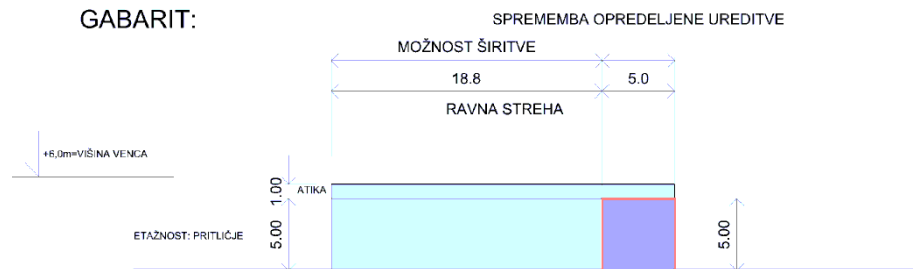 GABARIT:
SPREMEMBA OPREDELJENE UREDITVE
MOŽNOST ŠIRITVE
18.8
5.0
RAVNA STREHA
+6,0m=VIŠINA VENCA
1.00
ATIKA
ETAŽNOST: PRITLIČJE
5.00
5.00